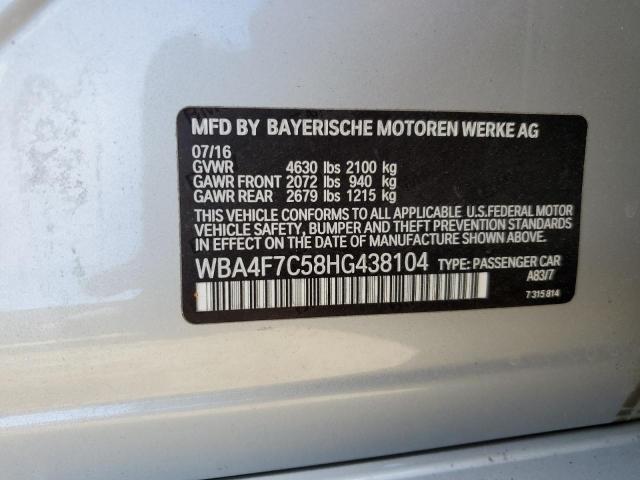 MFD BY BAYERISCHE MOTOREN WERKE AG
07/16
GVWR 4630 lbs 2100 kg
GAWR FRONT 2072 lbs 940 kg
GAWR REAR 2679 lbs 1215 kg
THIS VEHICLE CONFORMS TO ALL APPLICABLE U.S.FEDERAL MOTOR
VEHICLE SAFETY, BUMPER AND THEFT PREVENTION STANDARDS
IN EFFECT ON THE DATE OF MANUFACTURE SHOWN ABOVE.
WBA4F7C58HG438104 TYPE: PASSENGER CAR
A83/7
7 315 814